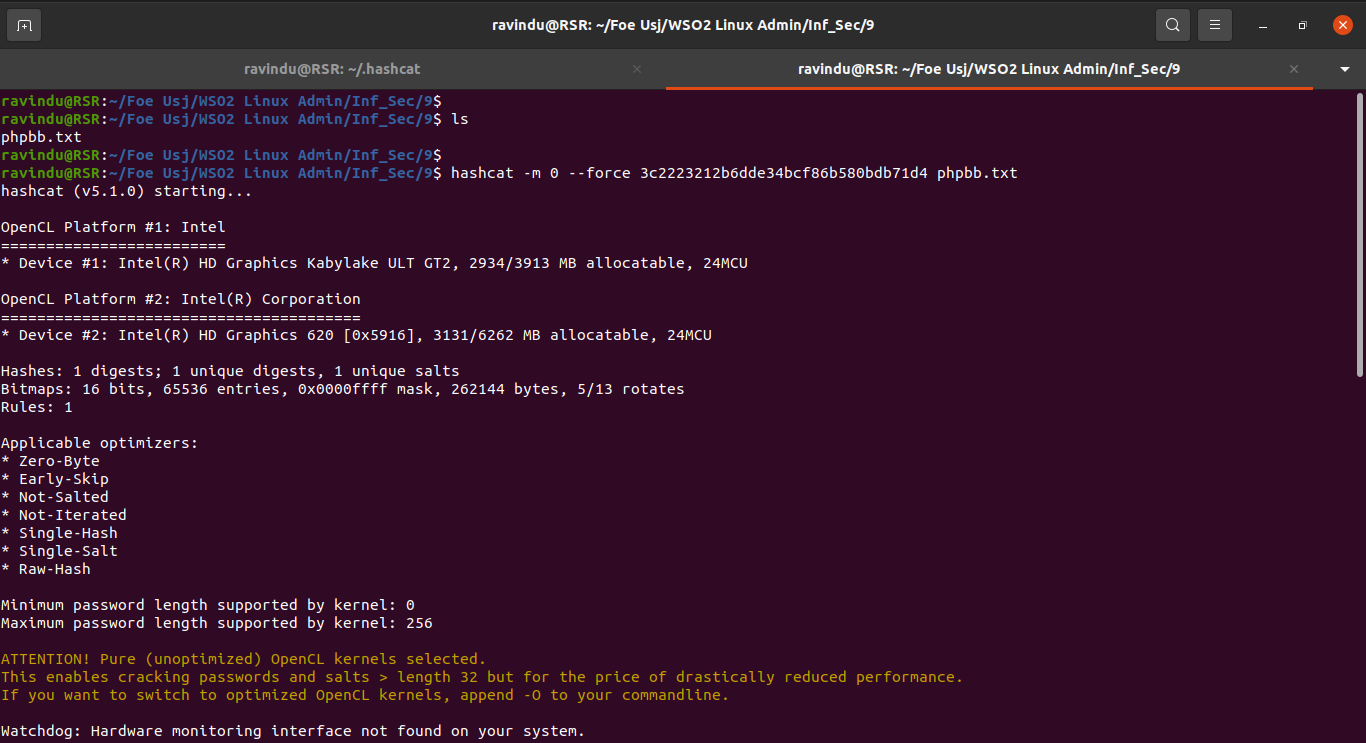 ravindu@RSR: ~/Foe Usj/WSO2 Linux Admin/Inf_Sec/9
ravindu@RSR: ~/.hashcat
ravindu@RSR: ~/Foe Usj/WSO2 Linux Admin/Inf_Sec/9
ravindu@RSR:~/Foe Usj/WSO2 Linux Admin/Inf_Sec/9$
ravindu@RSR:~/Foe Usj/WSO2 Linux Admin/Inf_Sec/9$ ls
phpbb.txt
ravindu@RSR:~/Foe Usj/WSO2 Linux Admin/Inf_Sec/9$
ravindu@RSR:~/Foe Usj/WSO2 Linux Admin/Inf_Sec/9$ hashcat -m 0 --force 3c2223212b6dde34bcf86b580bdb71d4 phpbb.txt
hashcat (v5.1.0) starting...
OpenCL Platform #1: Intel
=========================
* Device #1: Intel(R) HD Graphics Kabylake ULT GT2, 2934/3913 MB allocatable, 24MCU
OpenCL Platform #2: Intel(R) Corporation
========================================
* Device #2: Intel(R) HD Graphics 620 [0x5916], 3131/6262 MB allocatable, 24MCU
Hashes: 1 digests; 1 unique digests, 1 unique salts
Bitmaps: 16 bits, 65536 entries, 0x0000ffff mask, 262144 bytes, 5/13 rotates
Rules: 1
Applicable optimizers:
* Zero-Byte
* Early-Skip
* Not-Salted
* Not-Iterated
* Single-Hash
* Single-Salt
* Raw-Hash
Minimum password length supported by kernel: 0
Maximum password length supported by kernel: 256
ATTENTION! Pure (unoptimized) OpenCL kernels selected.
This enables cracking passwords and salts > length 32 but for the price of drastically reduced performance.
If you want to switch to optimized OpenCL kernels, append -O to your commandline.
Watchdog: Hardware monitoring interface not found on your system.